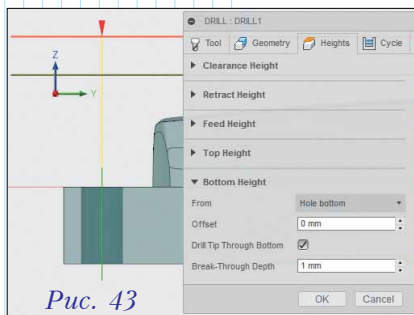 DRILL : DRILL1
Tool Geometry Heights Cycle
Clearance Height
Retract Height
Feed Height
Top Height
Bottom Height
From Hole bottom
Offset 0 mm
Drill Tip Through Bottom
Break-Through Depth 1 mm
OK Cancel
Z
Y
Рис. 43